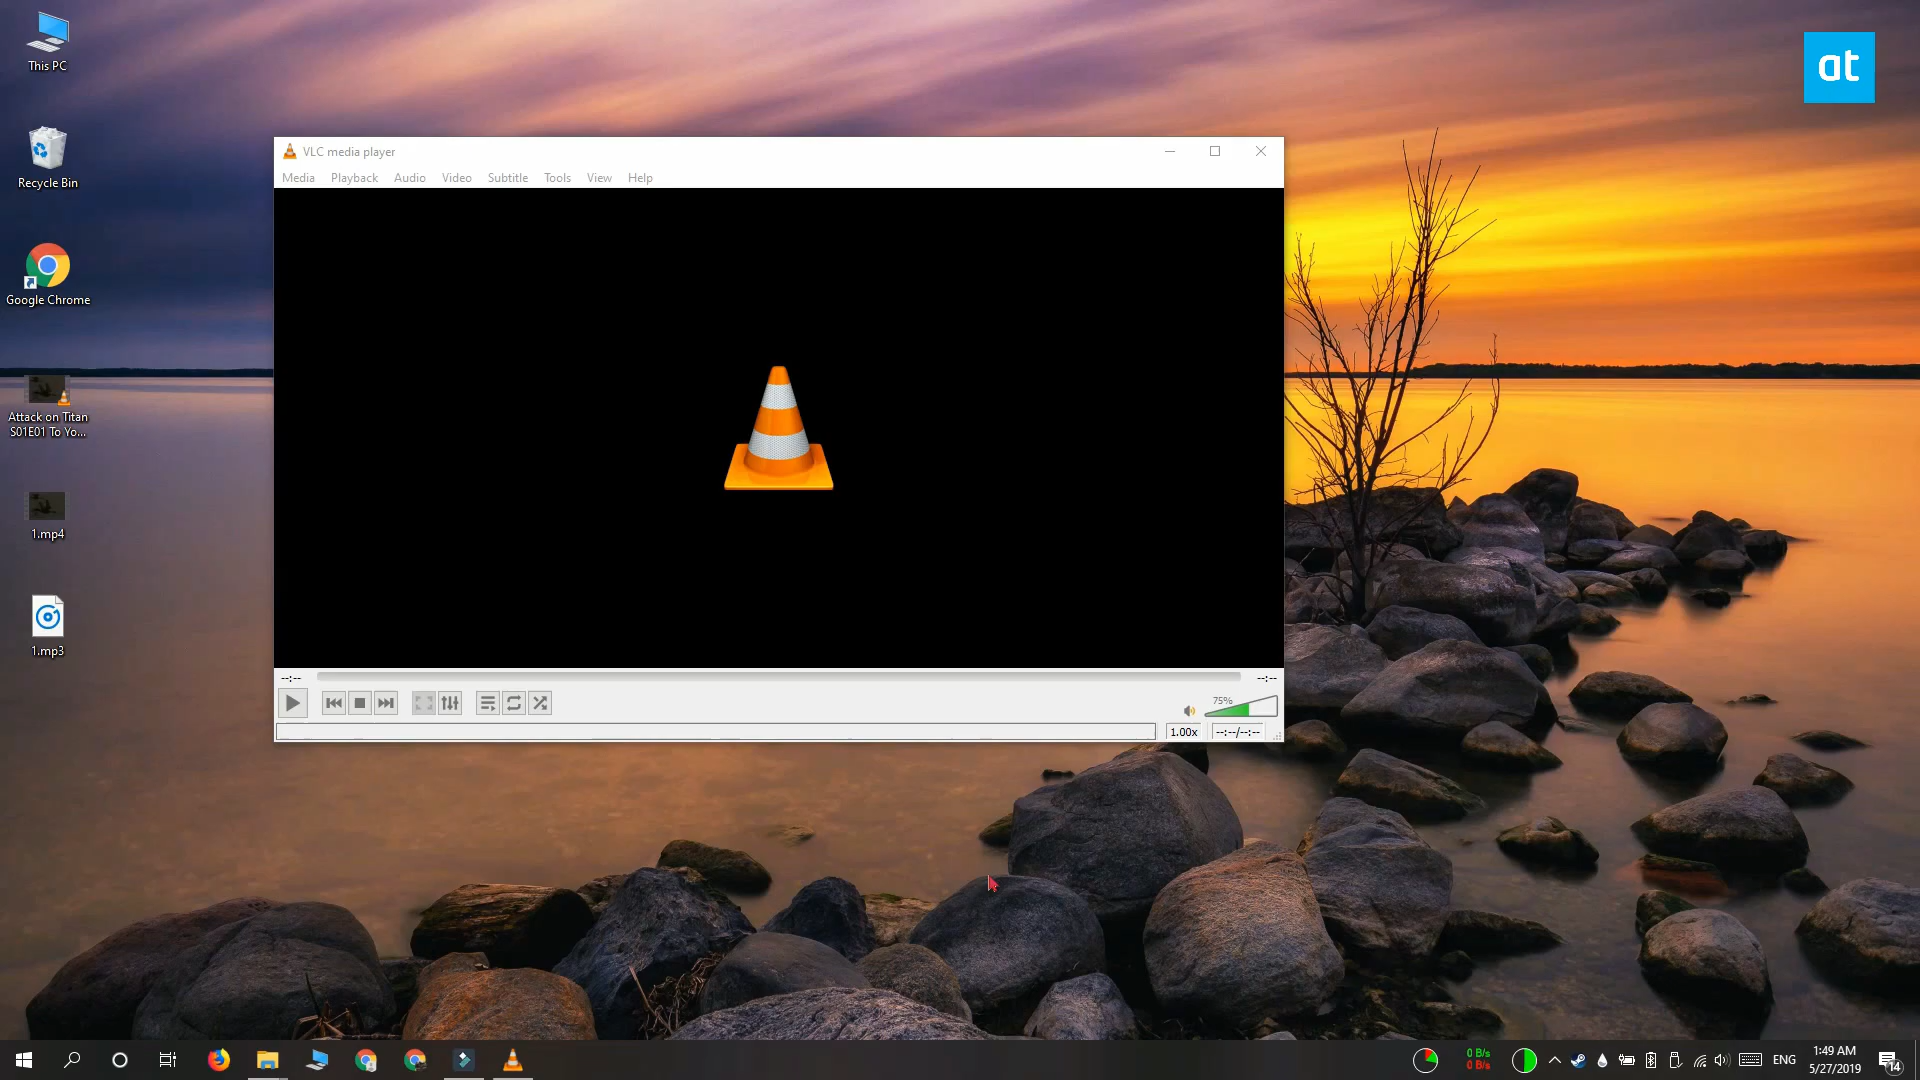 This PC
Recycle Bin
Google Chrome
Attack on Titan
S01E01 To Yo...
1.mp4
1.mp3
at
VLC media player
Media Playback Audio Video Subtitle Tools View Help
--:-- --:--
75%
1.00x --:--/--:--
0 B/s
0 B/s
ENG
1:49 AM
5/27/2019
14